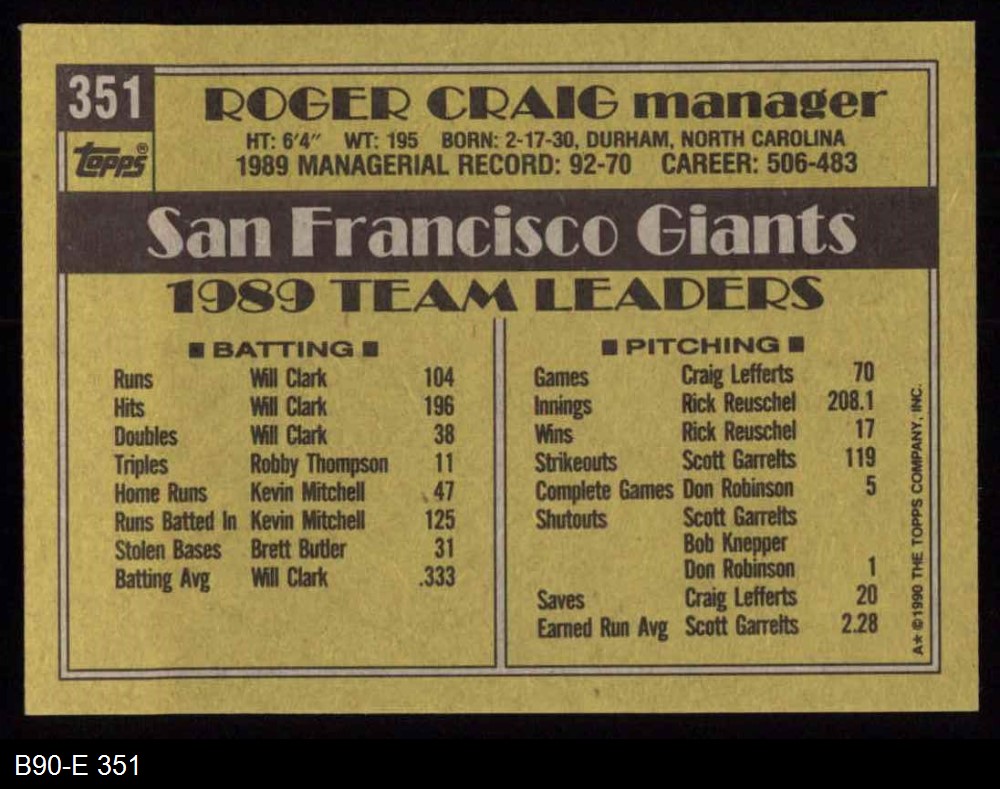 351
topps®
ROGER CRAIG manager
HT: 6'4" WT: 195 BORN: 2-17-30, DURHAM, NORTH CAROLINA
1989 MANAGERIAL RECORD: 92-70 CAREER: 506-483
San Francisco Giants
1989 TEAM LEADERS
■ BATTING ■
Runs Will Clark 104
Hits Will Clark 196
Doubles Will Clark 38
Triples Robby Thompson 11
Home Runs Kevin Mitchell 47
Runs Batted In Kevin Mitchell 125
Stolen Bases Brett Butler 31
Batting Avg Will Clark .333
■ PITCHING ■
Games Craig Lefferts 70
Innings Rick Reuschel 208.1
Wins Rick Reuschel 17
Strikeouts Scott Garrelts 119
Complete Games Don Robinson 5
Shutouts Scott Garrelts
Bob Knepper
Don Robinson 1
Saves Craig Lefferts 20
Earned Run Avg Scott Garrelts 2.28
A★ ©1990 THE TOPPS COMPANY, INC.
B90-E 351